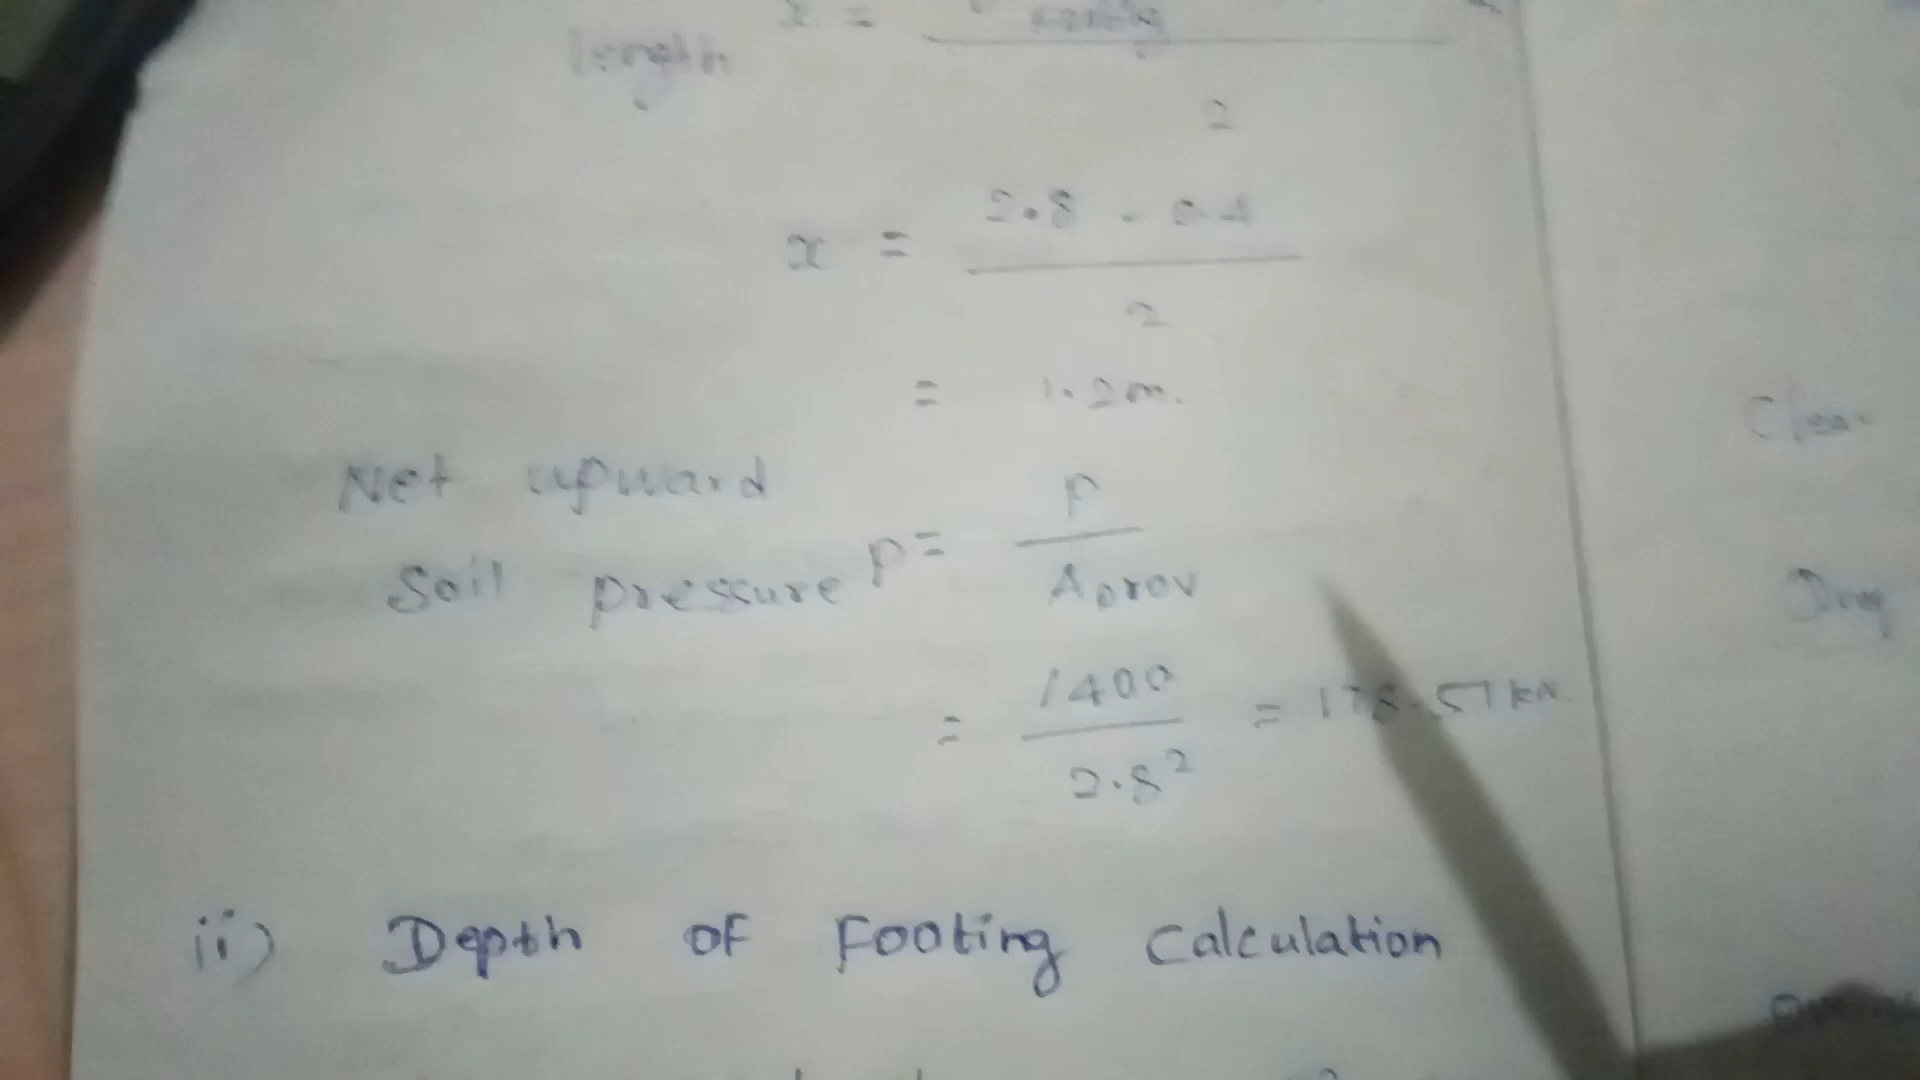 x =
length
2
x = 2.8 - 0.4
2
= 1.2m.
Net upward
P
Soil pressure p =
Aprov
1400
= = 178.57 kN.
2.8²
ii) Depth of Footing Calculation
Clear